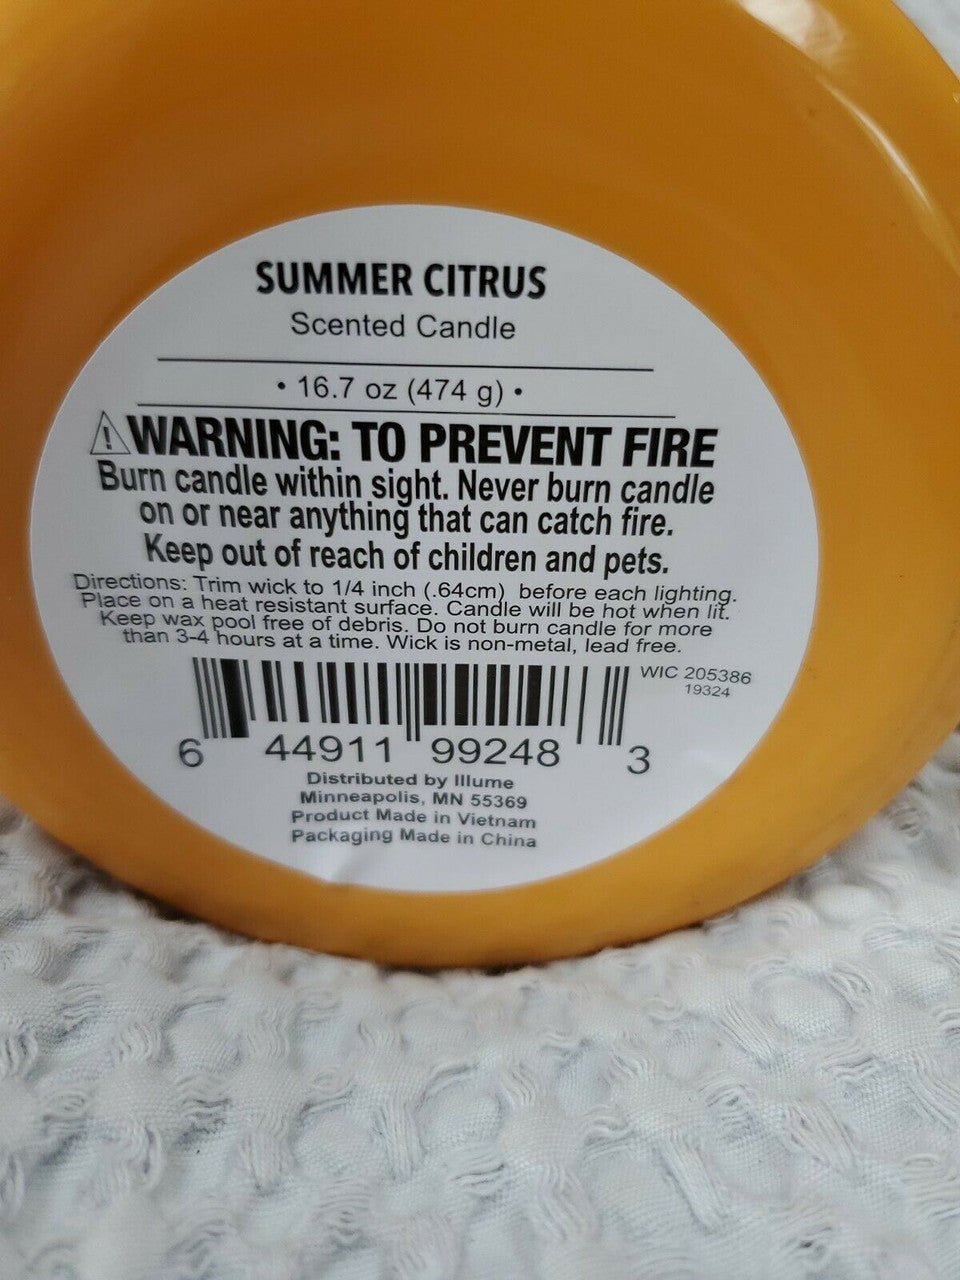 SUMMER CITRUS
Scented Candle
• 16.7 oz (474 g) •
⚠WARNING: TO PREVENT FIRE
Burn candle within sight. Never burn candle
on or near anything that can catch fire.
Keep out of reach of children and pets.
Directions: Trim wick to 1/4 inch (.64cm) before each lighting.
Place on a heat resistant surface. Candle will be hot when lit.
Keep wax pool free of debris. Do not burn candle for more
than 3-4 hours at a time. Wick is non-metal, lead free.
WIC 205386
19324
6 44911 99248 3
Distributed by Illume
Minneapolis, MN 55369
Product Made in Vietnam
Packaging Made in China